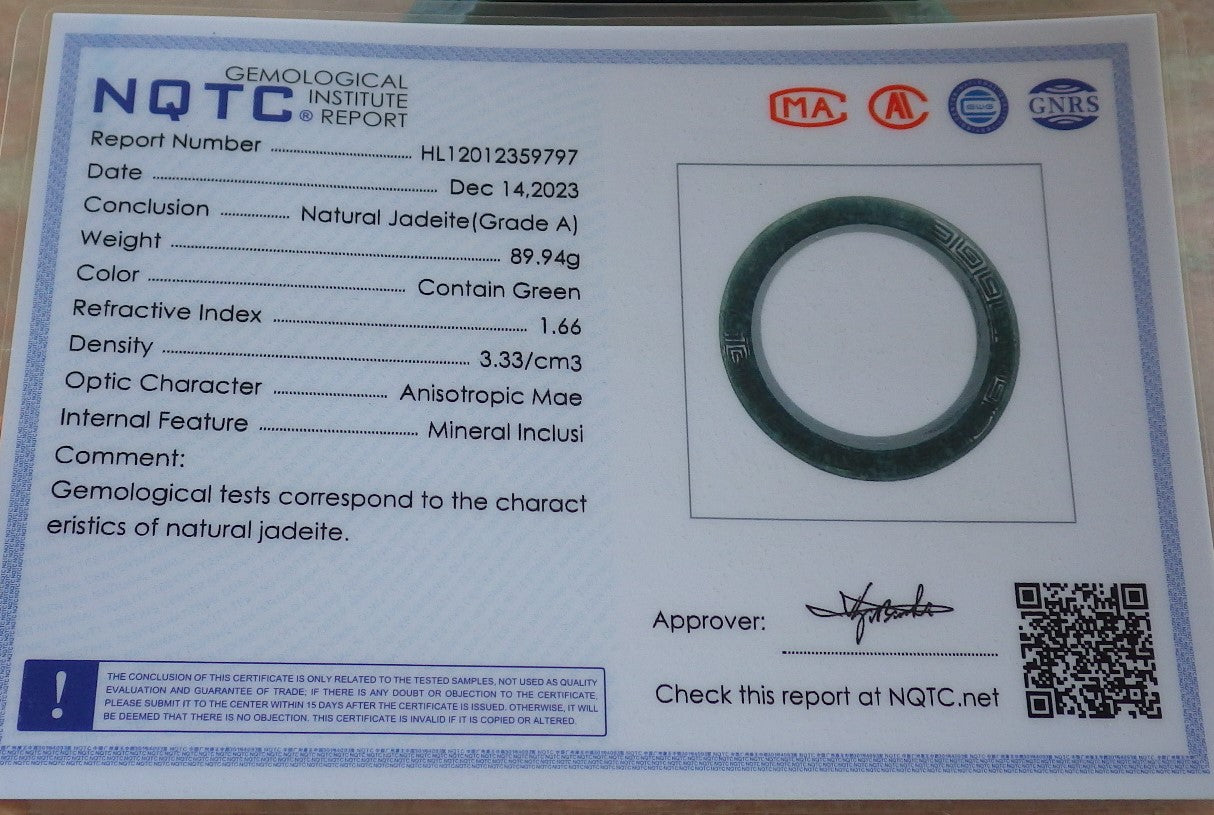 NQTC® GEMOLOGICAL
INSTITUTE
REPORT
MA
GNRS
Report Number HL12012359797
Date Dec 14,2023
Conclusion Natural Jadeite(Grade A)
Weight 89.94g
Color Contain Green
Refractive Index 1.66
Density 3.33/cm3
Optic Character Anisotropic Mae
Internal Feature Mineral Inclusi
Comment:
Gemological tests correspond to the charact
eristics of natural jadeite.
Approver:
Check this report at NQTC.net
!
THE CONCLUSION OF THIS CERTIFICATE IS ONLY RELATED TO THE TESTED SAMPLES, NOT USED AS QUALITY
EVALUATION AND GUARANTEE OF TRADE; IF THERE IS ANY DOUBT OR OBJECTION TO THE CERTIFICATE,
PLEASE SUBMIT IT TO THE CENTER WITHIN 15 DAYS AFTER THE CERTIFICATE IS ISSUED. OTHERWISE, IT WILL
BE DEEMED THAT THERE IS NO OBJECTION. THIS CERTIFICATE IS INVALID IF IT IS COPIED OR ALTERED.